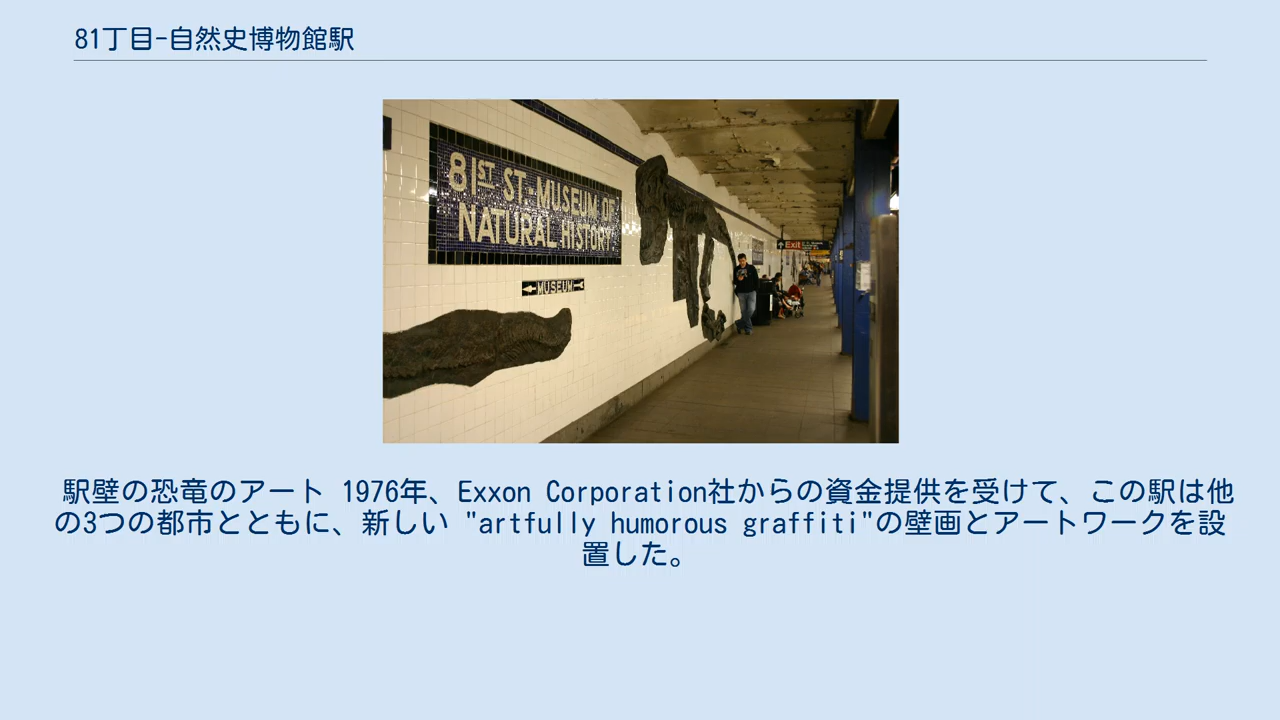 81丁目-自然史博物館駅
81ST ST-MUSEUM OF
NATURAL HISTORY
MUSEUM
Exit
駅壁の恐竜のアート 1976年、Exxon Corporation社からの資金提供を受けて、この駅は他
の3つの都市とともに、新しい "artfully humorous graffiti"の壁画とアートワークを設
置した。